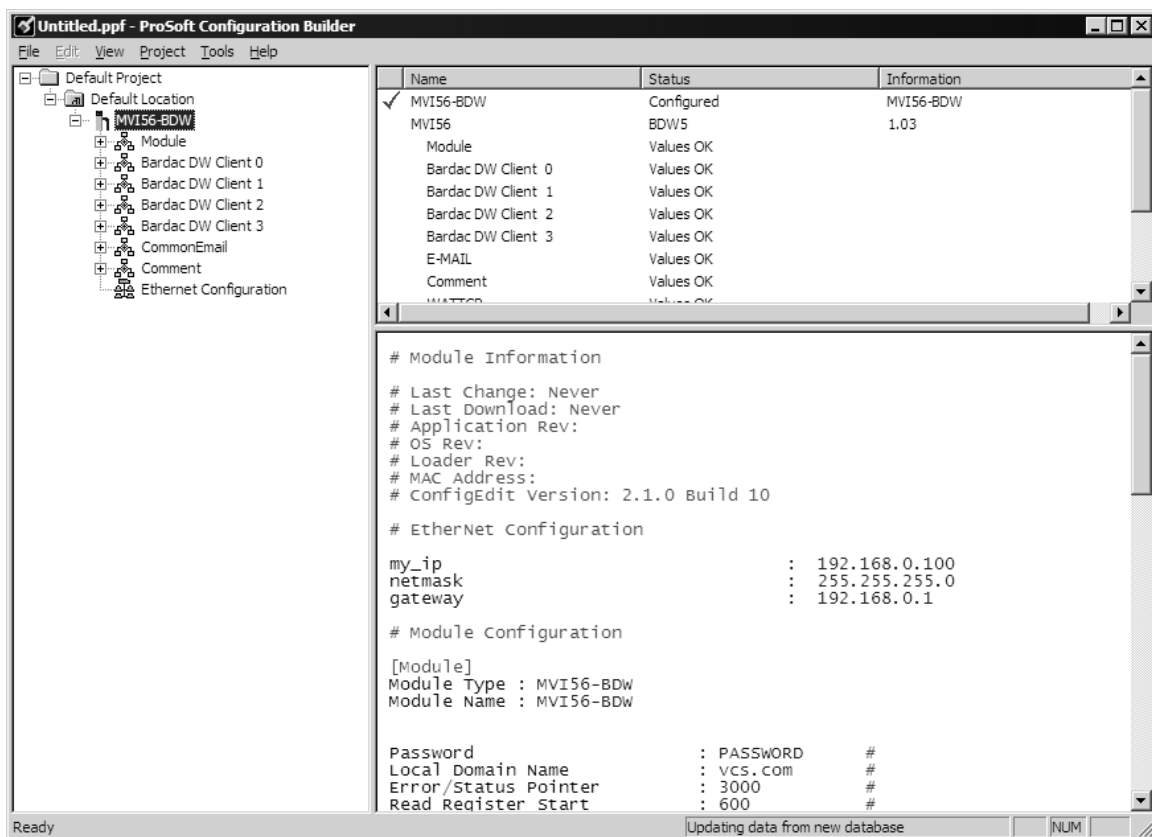 Untitled.ppf - ProSoft Configuration Builder
File Edit View Project Tools Help
Default Project
Default Location
MVI56-BDW
Module
Bardac DW Client 0
Bardac DW Client 1
Bardac DW Client 2
Bardac DW Client 3
CommonEmail
Comment
Ethernet Configuration
Name Status Information
MVI56-BDW Configured MVI56-BDW
MVI56 BDW5 1.03
Module Values OK
Bardac DW Client 0 Values OK
Bardac DW Client 1 Values OK
Bardac DW Client 2 Values OK
Bardac DW Client 3 Values OK
E-MAIL Values OK
Comment Values OK
# Module Information
# Last Change: Never
# Last Download: Never
# Application Rev:
# OS Rev:
# Loader Rev:
# MAC Address:
# ConfigEdit Version: 2.1.0 Build 10
# EtherNet Configuration
my_ip : 192.168.0.100
netmask : 255.255.255.0
gateway : 192.168.0.1
# Module Configuration
[Module]
Module Type : MVI56-BDW
Module Name : MVI56-BDW
Password : PASSWORD #
Local Domain Name : vcs.com #
Error/Status Pointer : 3000 #
Read Register Start : 600 #
Ready Updating data from new database NUM